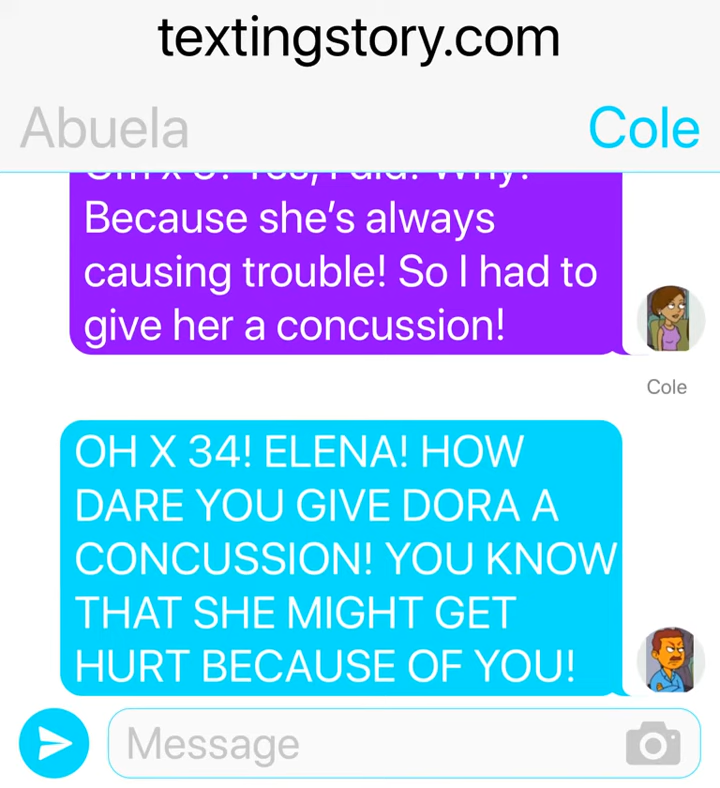 textingstory.com
Abuela
Cole
Because she's always
causing trouble! So I had to
give her a concussion!
Cole
OH X 34! ELENA! HOW
DARE YOU GIVE DORA A
CONCUSSION! YOU KNOW
THAT SHE MIGHT GET
HURT BECAUSE OF YOU!
Message